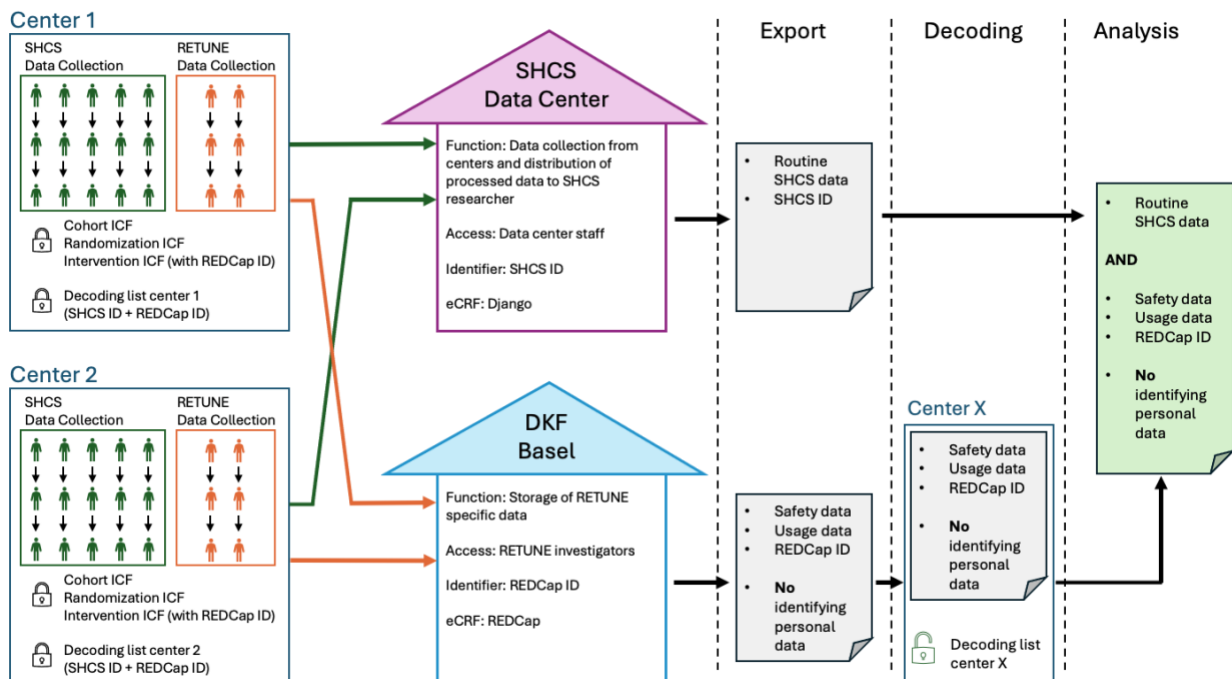 Center 1
SHCS
Data Collection
RETUNE
Data Collection
Cohort ICF
Randomization ICF
Intervention ICF (with REDCap ID)
Decoding list center 1
(SHCS ID + REDCap ID)
Center 2
SHCS
Data Collection
RETUNE
Data Collection
Cohort ICF
Randomization ICF
Intervention ICF (with REDCap ID)
Decoding list center 2
(SHCS ID + REDCap ID)
SHCS
Data Center
Function: Data collection from
centers and distribution of
processed data to SHCS
researcher
Access: Data center staff
Identifier: SHCS ID
eCRF: Django
DKF
Basel
Function: Storage of RETUNE
specific data
Access: RETUNE investigators
Identifier: REDCap ID
eCRF: REDCap
Export
• Routine
SHCS data
• SHCS ID
• Safety data
• Usage data
• REDCap ID
• No
identifying
personal
data
Decoding
Center X
• Safety data
• Usage data
• REDCap ID
• No
identifying
personal
data
Decoding list
center X
Analysis
• Routine
SHCS data
AND
• Safety data
• Usage data
• REDCap ID
• No
identifying
personal
data